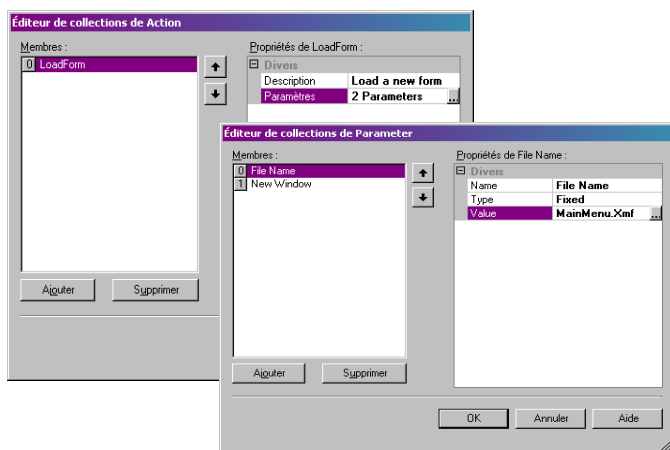 Éditeur de collections de Action
Membres :
0 LoadForm
Propriétés de LoadForm :
Divers
Description Load a new form
Paramètres 2 Parameters ...
Ajouter Supprimer
Éditeur de collections de Parameter
Membres :
0 File Name
1 New Window
Propriétés de File Name :
Divers
Name File Name
Type Fixed
Value MainMenu.Xmf ...
Ajouter Supprimer
OK Annuler Aide